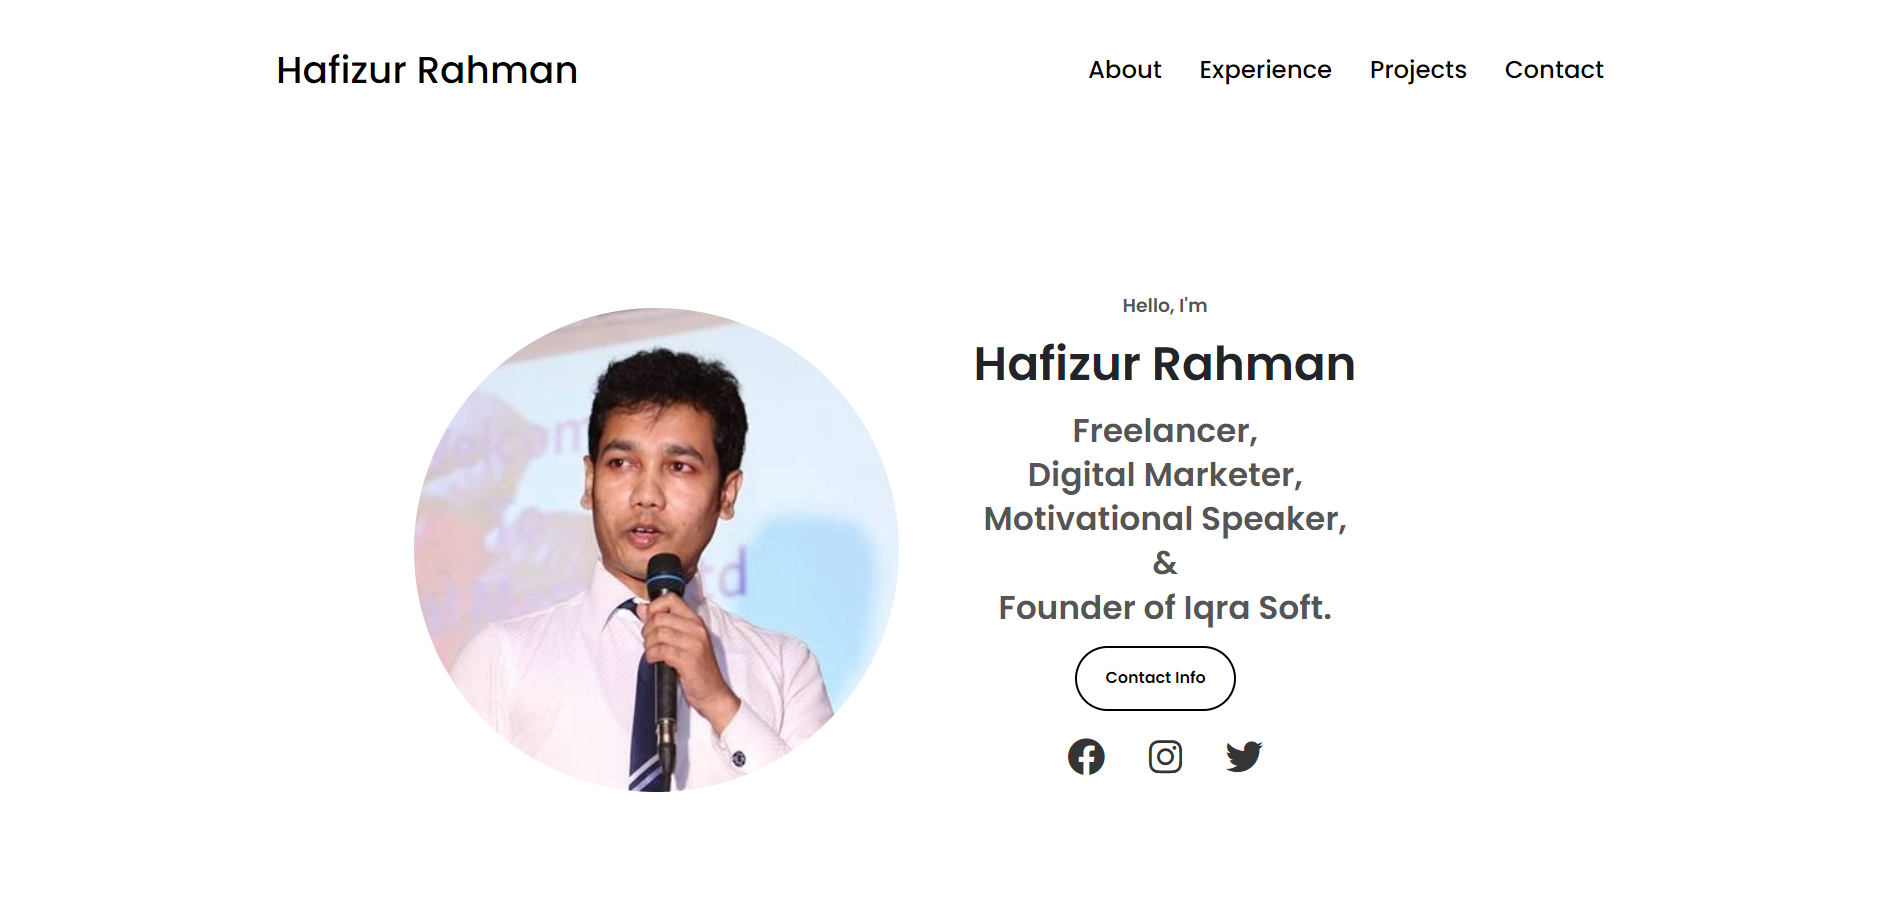 Hafizur Rahman
About Experience Projects Contact
Hello, I'm
Hafizur Rahman
Freelancer,
Digital Marketer,
Motivational Speaker,
&
Founder of Iqra Soft.
Contact Info